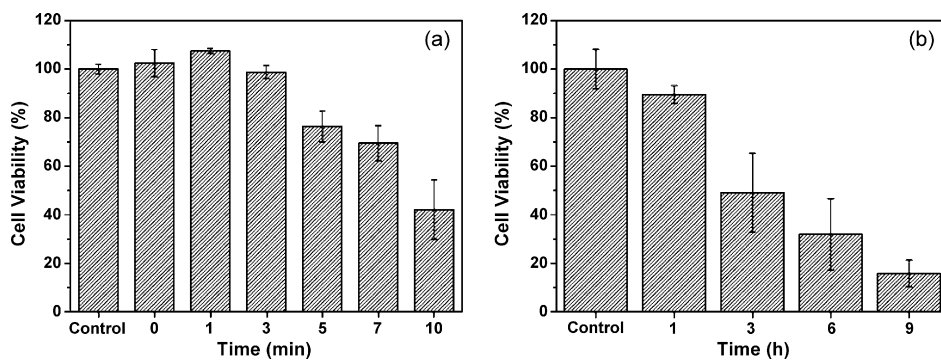 120
100
80
60
40
20
0
Cell Viability (%)
(a)
Control 0 1 3 5 7 10
Time (min)
120
100
80
60
40
20
0
Cell Viability (%)
(b)
Control 1 3 6 9
Time (h)